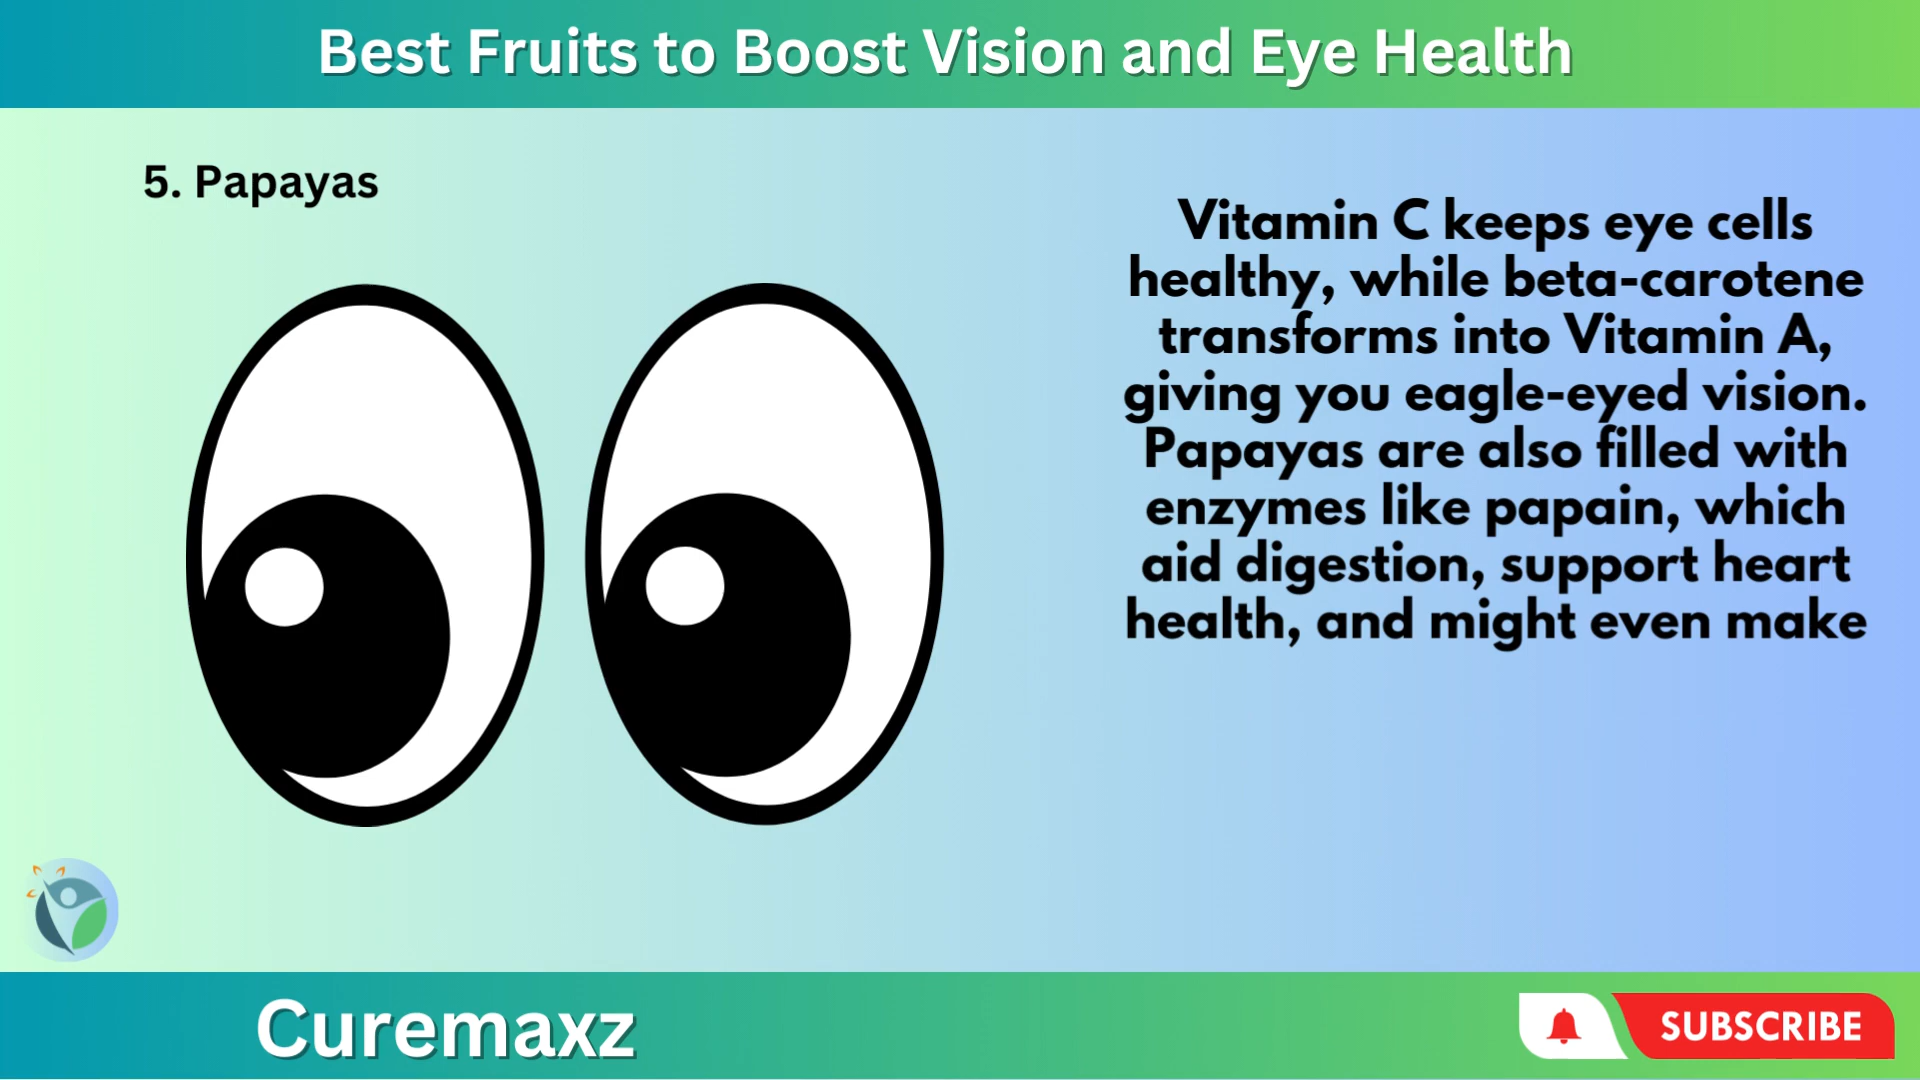 Best Fruits to Boost Vision and Eye Health
5. Papayas
Vitamin C keeps eye cells
healthy, while beta-carotene
transforms into Vitamin A,
giving you eagle-eyed vision.
Papayas are also filled with
enzymes like papain, which
aid digestion, support heart
health, and might even make
Curemaxz
SUBSCRIBE